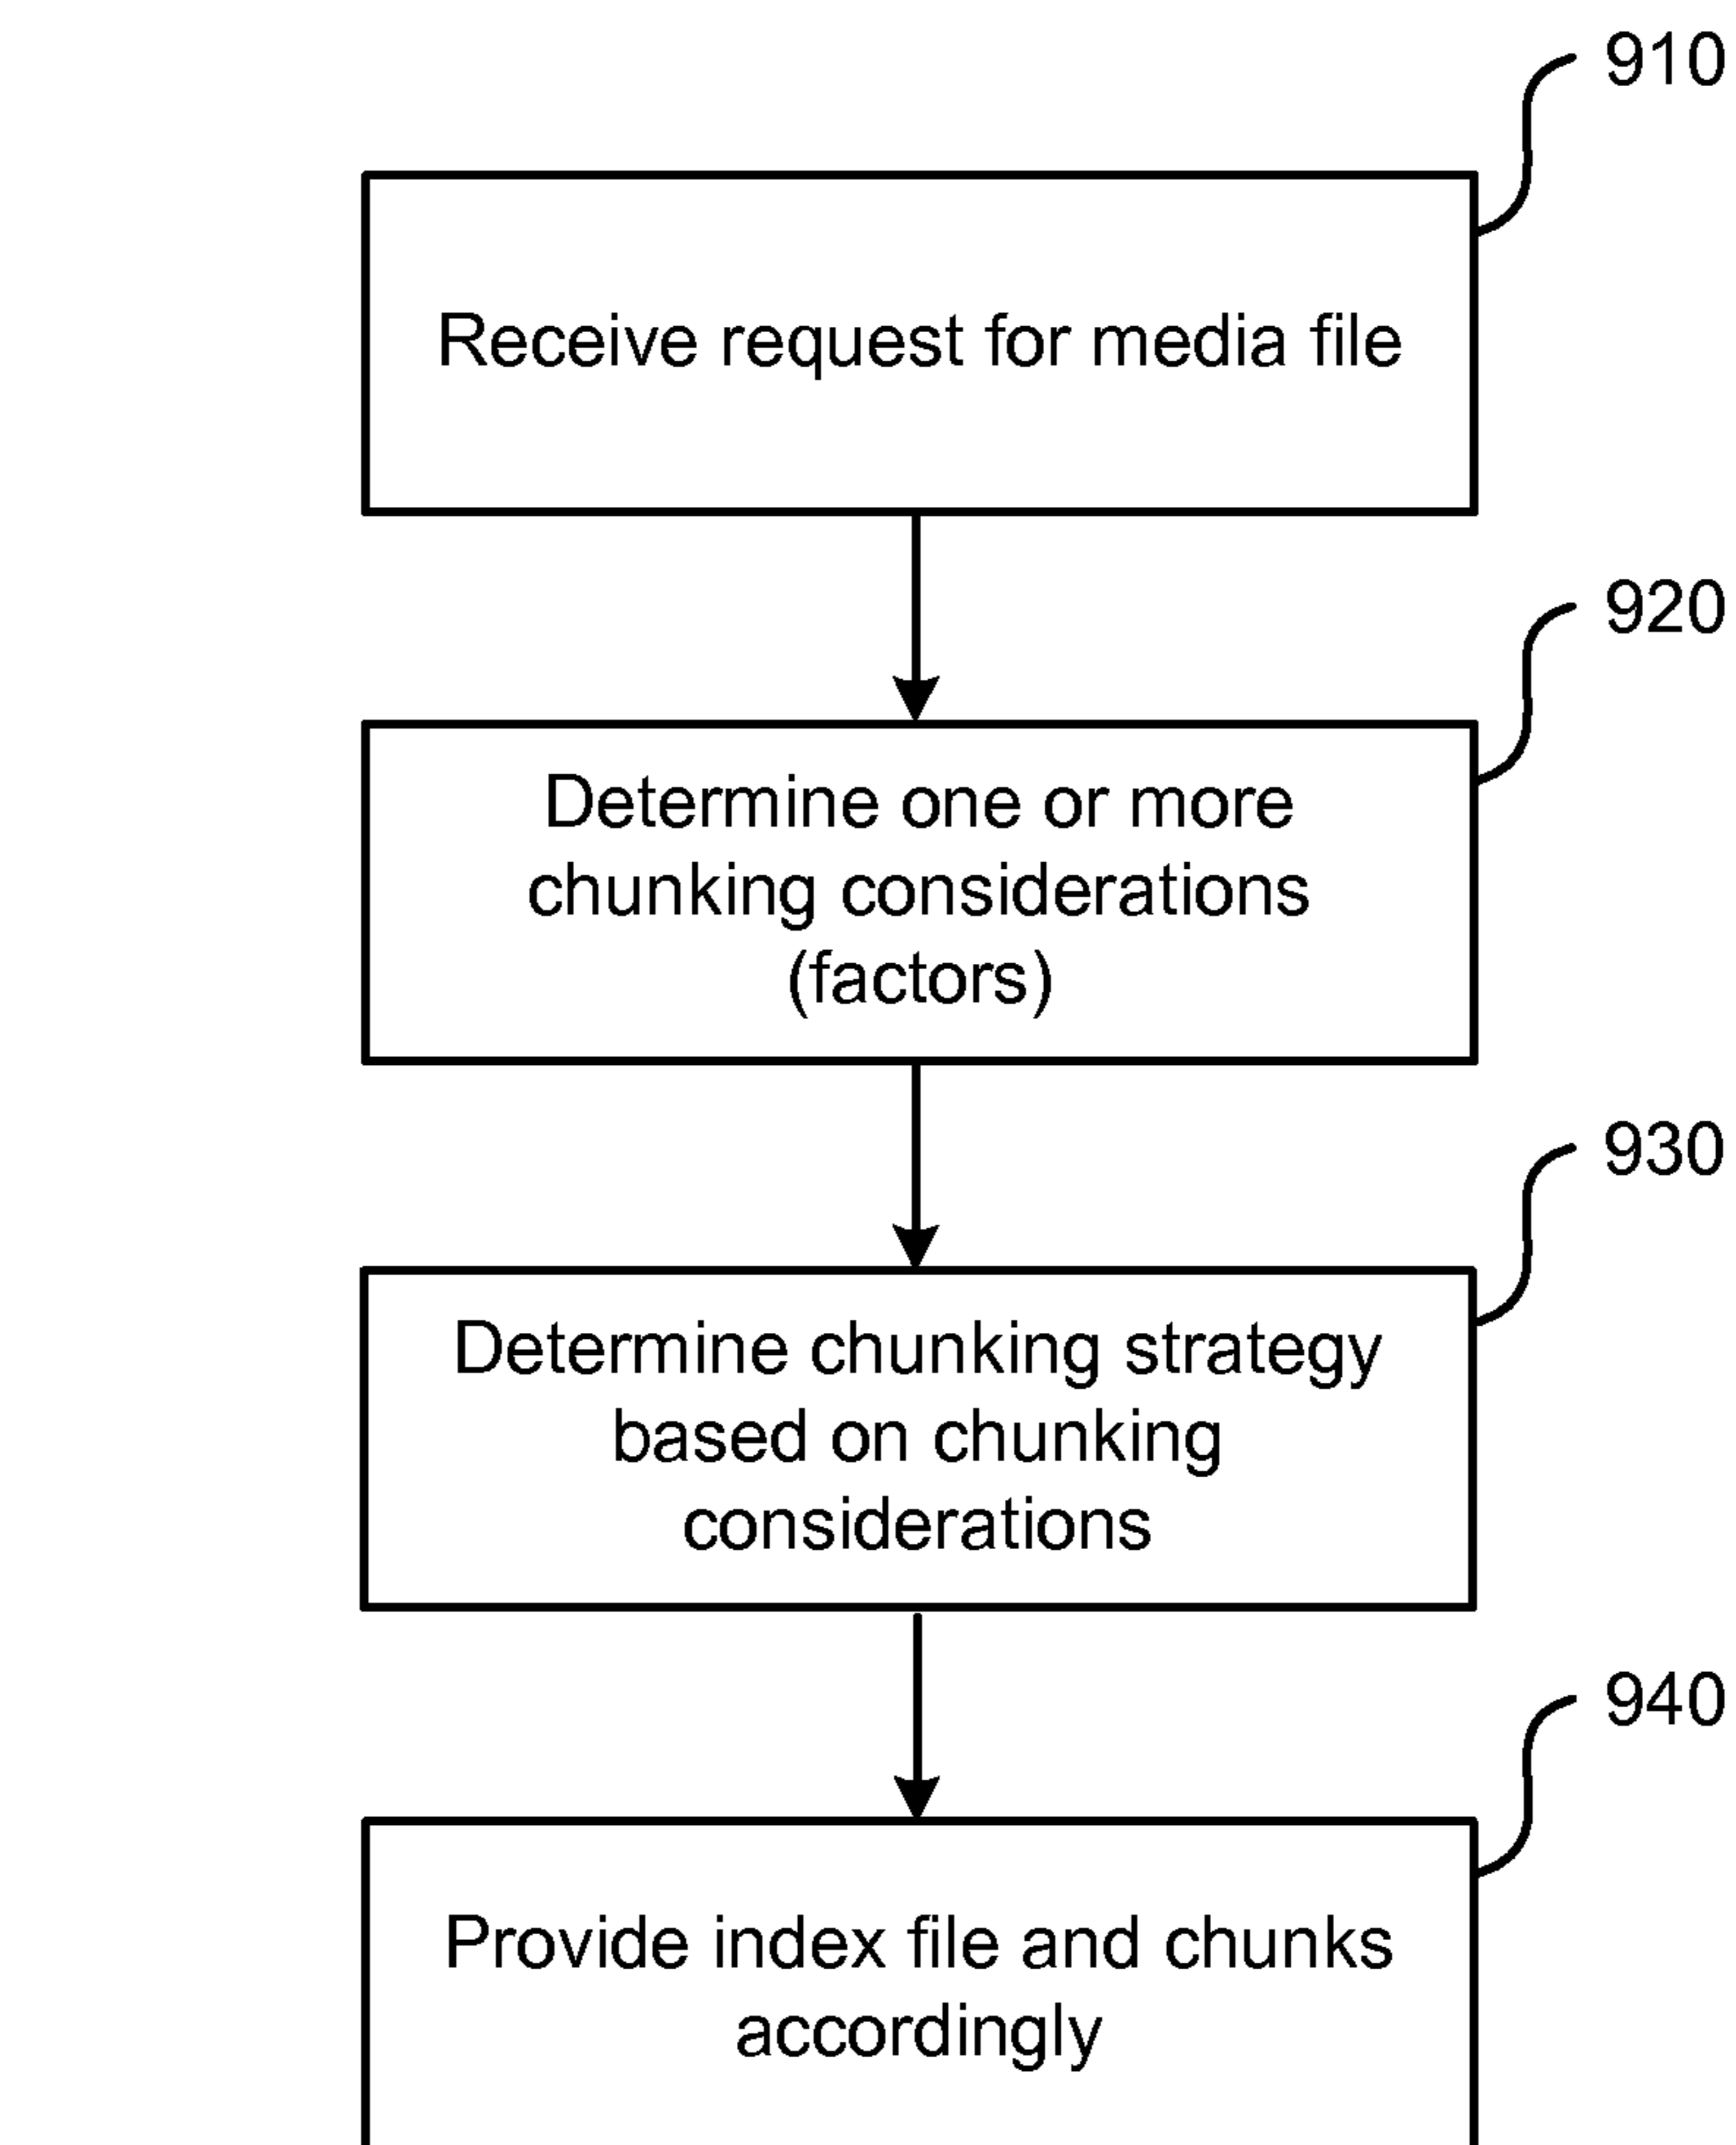 910
Receive request for media file
920
Determine one or more
chunking considerations
(factors)
930
Determine chunking strategy
based on chunking
considerations
940
Provide index file and chunks
accordingly